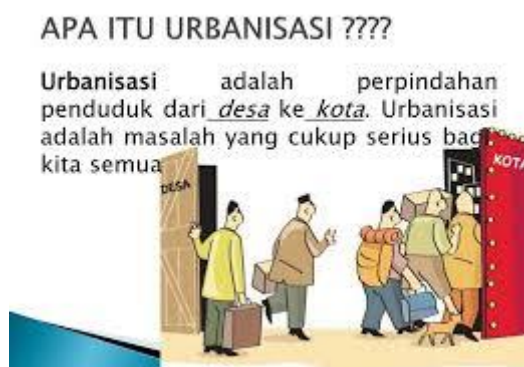 APA ITU URBANISASI ????
Urbanisasi adalah perpindahan
penduduk dari desa ke kota. Urbanisasi
adalah masalah yang cukup serius bagi
kita semua
DESA
KOTA